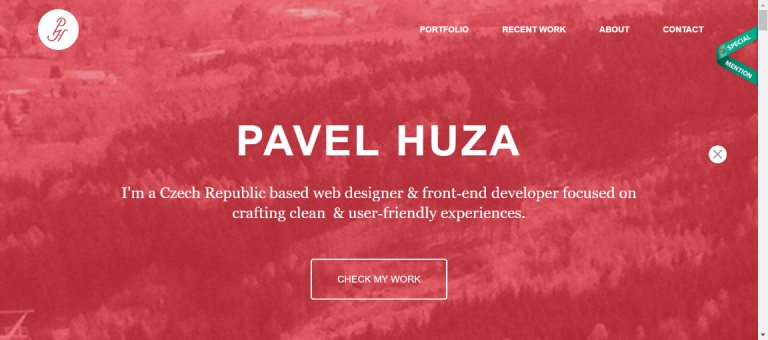 PH
PORTFOLIO
RECENT WORK
ABOUT
CONTACT
SPECIAL
MENTION
PAVEL HUZA
I'm a Czech Republic based web designer & front-end developer focused on
crafting clean & user-friendly experiences.
CHECK MY WORK